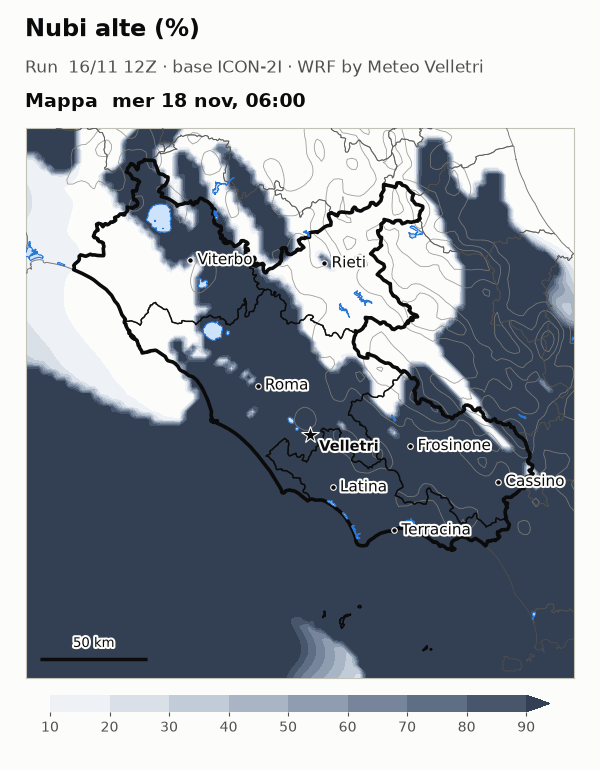 Nubi alte (%)
Run  16/11 12Z · base ICON-2I · WRF by Meteo Velletri
Mappa  mer 18 nov, 06:00
Viterbo
Rieti
Roma
Velletri
Frosinone
Latina
Cassino
Terracina
50 km
10 20 30 40 50 60 70 80 90